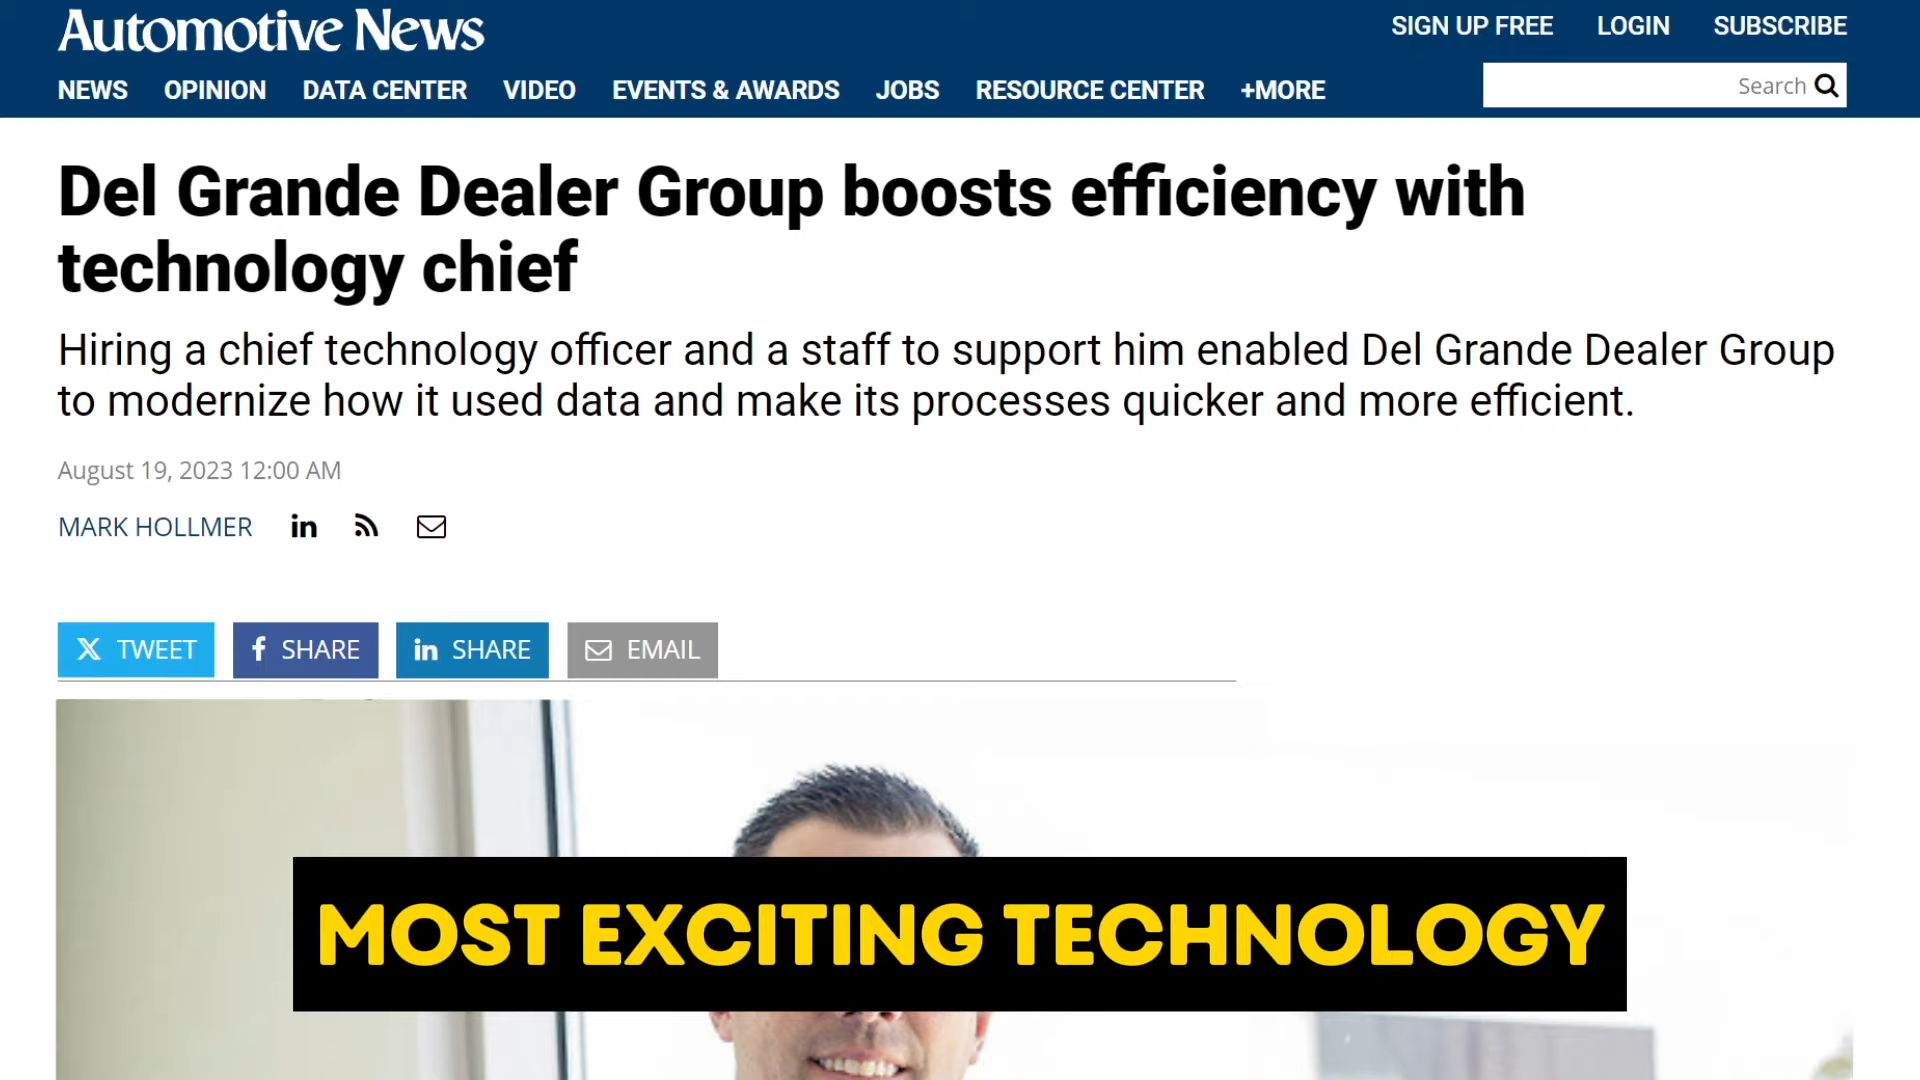 Automotive News
SIGN UP FREE LOGIN SUBSCRIBE
NEWS OPINION DATA CENTER VIDEO EVENTS & AWARDS JOBS RESOURCE CENTER +MORE
Search
Del Grande Dealer Group boosts efficiency with
technology chief
Hiring a chief technology officer and a staff to support him enabled Del Grande Dealer Group
to modernize how it used data and make its processes quicker and more efficient.
August 19, 2023 12:00 AM
MARK HOLLMER
TWEET SHARE SHARE EMAIL
MOST EXCITING TECHNOLOGY